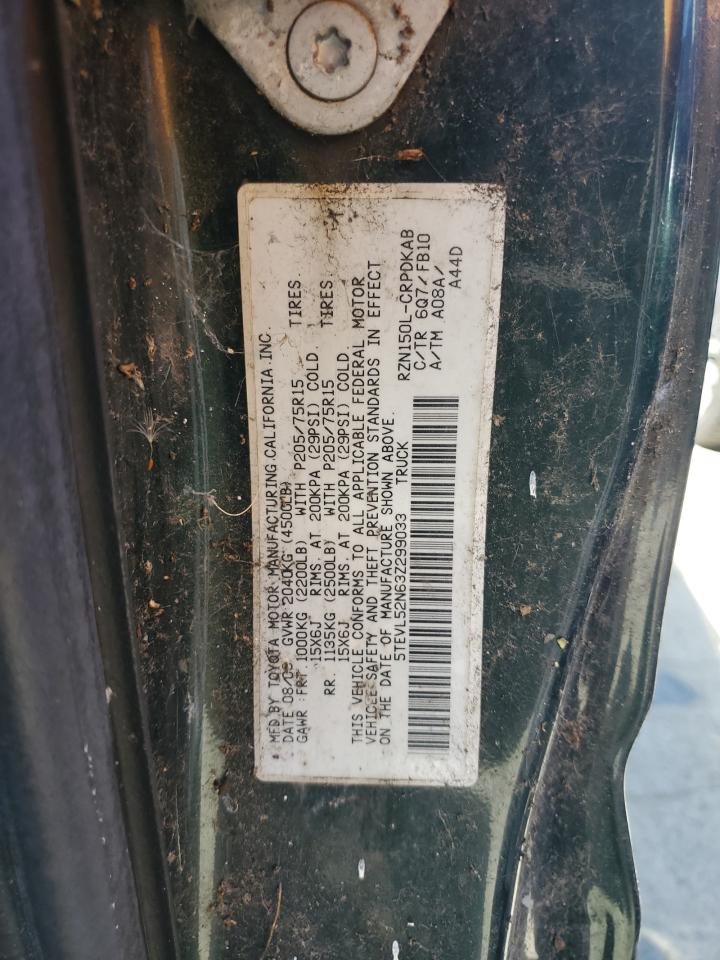 MFD BY TOYOTA MOTOR MANUFACTURING CALIFORNIA.INC.
DATE 08/03 GVWR 2040KG (4500LB)
GAWR : FRT 1000KG (2200LB) WITH P205/75R15 TIRES.
15X6J RIMS. AT 200KPA (29PSI) COLD.
RR. 1135KG (2500LB) WITH P205/75R15 TIRES.
15X6J RIMS. AT 200KPA (29PSI) COLD.
THIS VEHICLE CONFORMS TO ALL APPLICABLE FEDERAL MOTOR
VEHICLE SAFETY AND THEFT PREVENTION STANDARDS IN EFFECT
ON THE DATE OF MANUFACTURE SHOWN ABOVE.
5TEVL52N63Z299033 TRUCK
RZN150L-CRPDKAB
C/TR 6Q7/FB10
A/TM A08A/
A44D